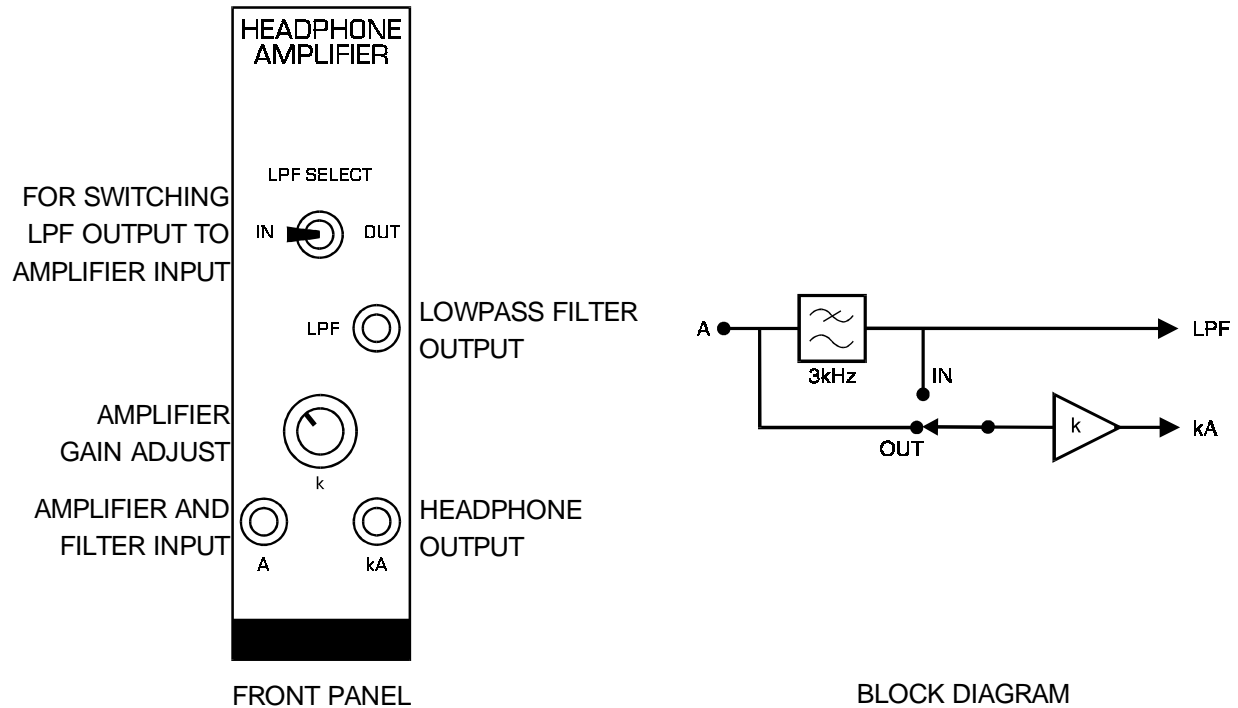 HEADPHONE
AMPLIFIER
LPF SELECT
IN
OUT
LPF
k
A
kA
FOR SWITCHING
LPF OUTPUT TO
AMPLIFIER INPUT
LOWPASS FILTER
OUTPUT
AMPLIFIER
GAIN ADJUST
AMPLIFIER AND
FILTER INPUT
HEADPHONE
OUTPUT
FRONT PANEL
A
3kHz
IN
OUT
k
LPF
kA
BLOCK DIAGRAM